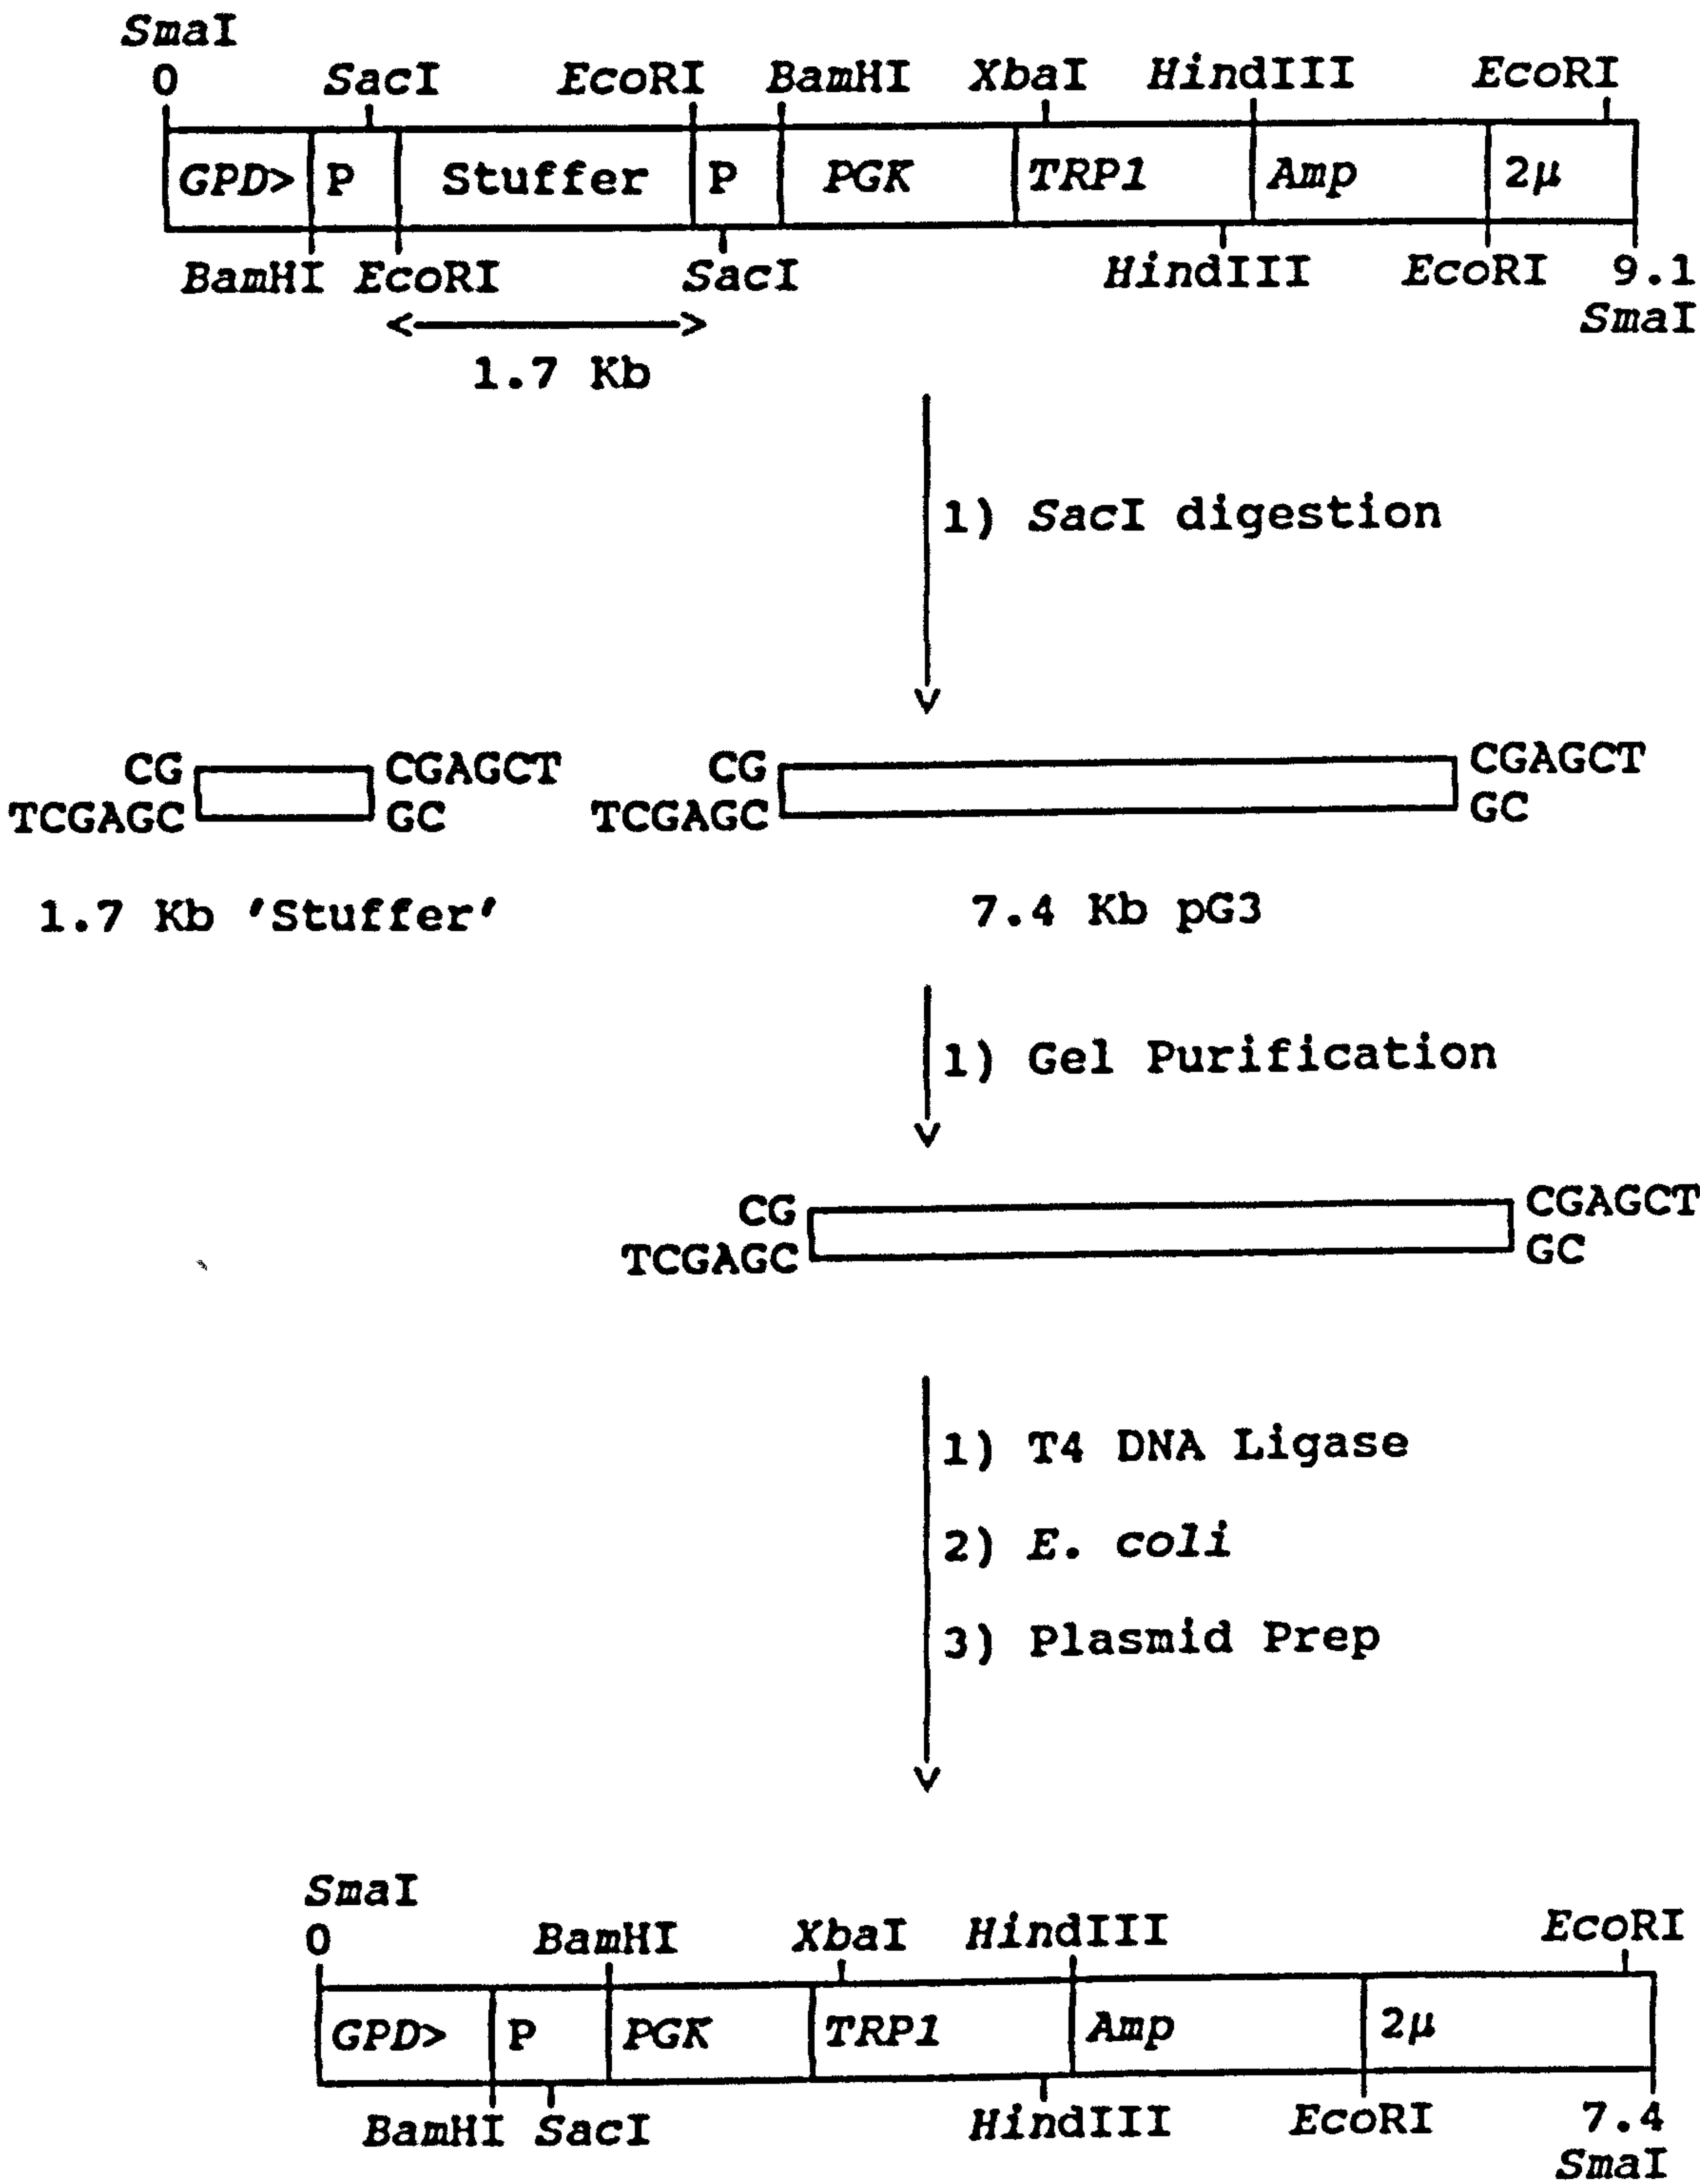 SmaI
0 SacI EcoRI BamHI XbaI HindIII EcoRI
GPD> P Stuffer P PGK TRP1 Amp 2μ
BamHI EcoRI SacI HindIII EcoRI 9.1
SmaI
<------->
1.7 Kb
1) SacI digestion
CG CGAGCT CG CGAGCT
TCGAGC GC TCGAGC GC
1.7 Kb 'Stuffer' 7.4 Kb pG3
1) Gel Purification
CG CGAGCT
TCGAGC GC
1) T4 DNA Ligase
2) E. coli
3) Plasmid Prep
SmaI
0 BamHI XbaI HindIII EcoRI
GPD> P PGK TRP1 Amp 2μ
BamHI SacI HindIII EcoRI 7.4
SmaI